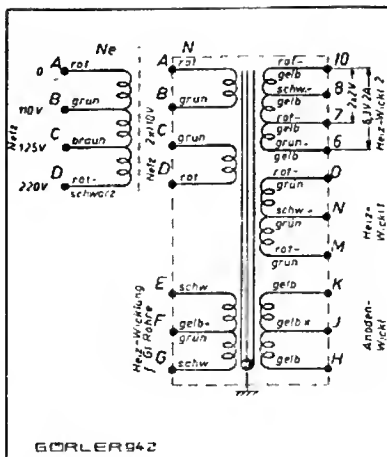 Ne
N
0
A
rot
110V
B
grün
125V
C
braun
220V
D
rot-
schwarz
Netz
A
rot
B
grün
C
grün
D
rot
Netz 2x110V
E
schw
F
gelb-
grün
G
schw
Heiz-Wicklung
f. Gl Röhre
rot-
gelb
10
schw.-
gelb
8
rot-
gelb
7
grün-
gelb
6
2x2V
6,3V 2A
Heiz-Wickl.2
rot-
grün
O
schw.-
grün
N
rot-
grün
M
Heiz-
Wickl.1
gelb
K
gelb x
J
gelb
H
Anoden-
Wickl.
GÖRLER 942